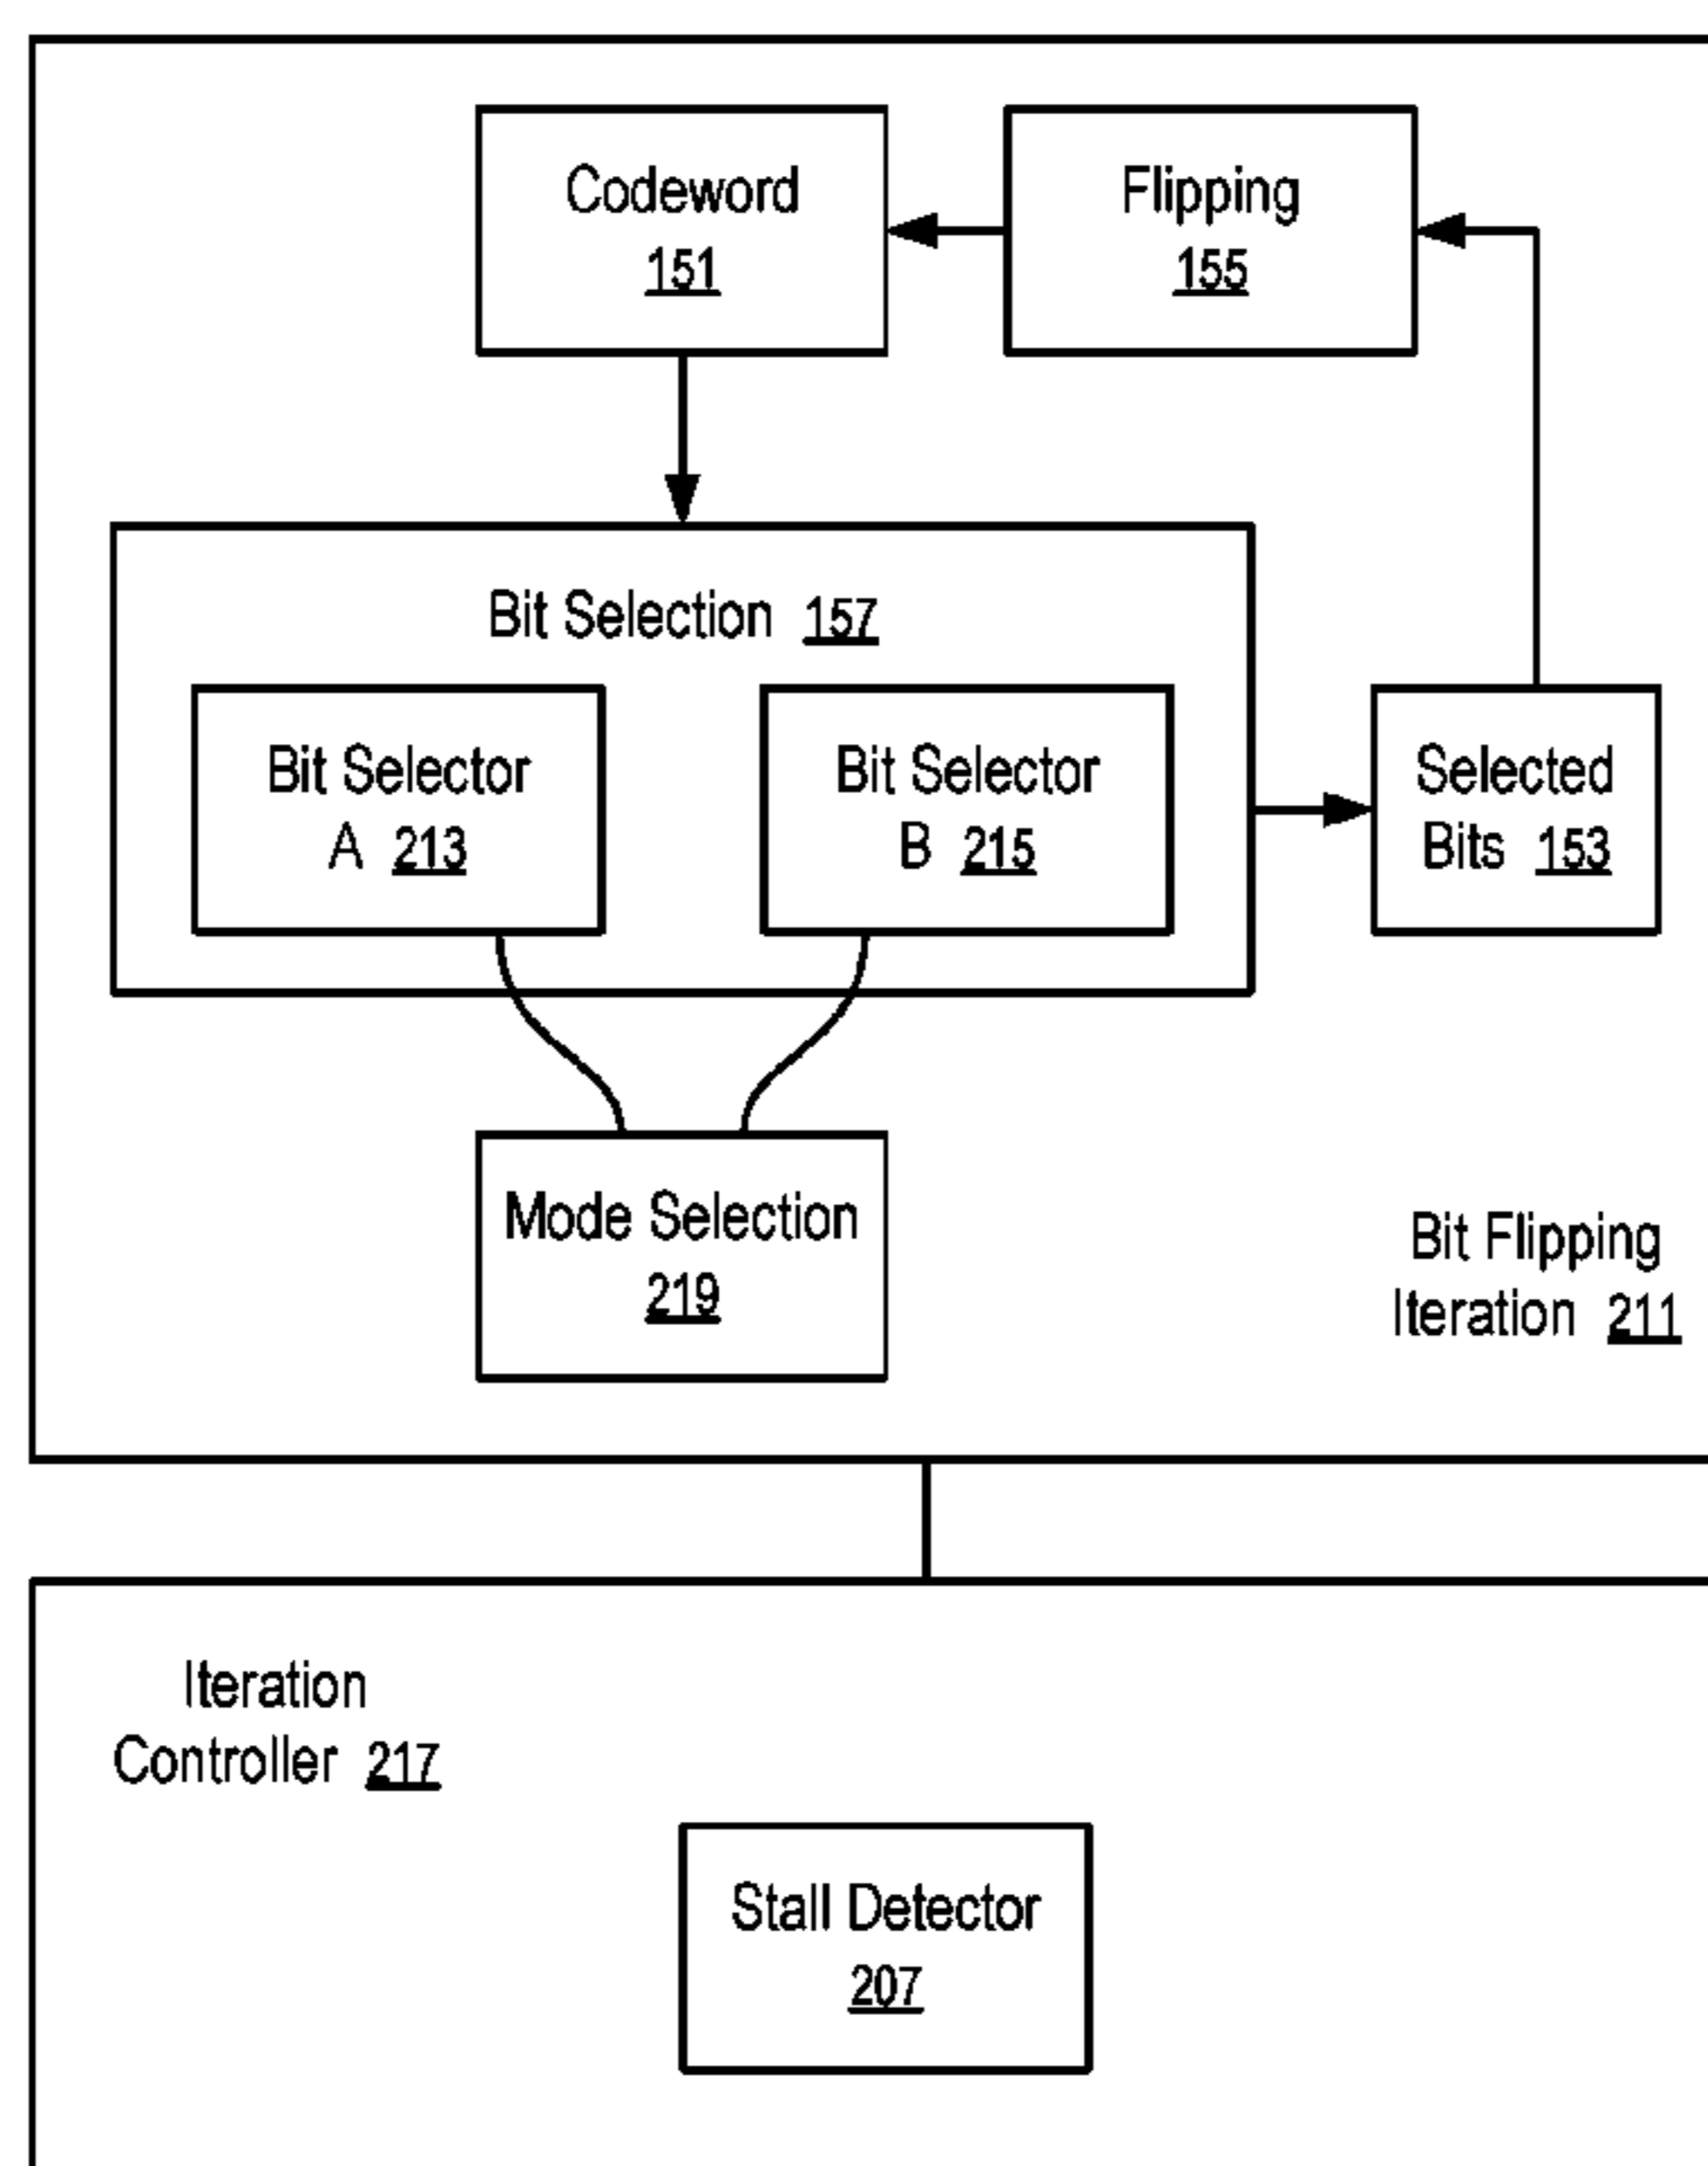 Codeword
151
Flipping
155
Bit Selection 157
Bit Selector
A 213
Bit Selector
B 215
Selected
Bits 153
Mode Selection
219
Bit Flipping
Iteration 211
Iteration
Controller 217
Stall Detector
207